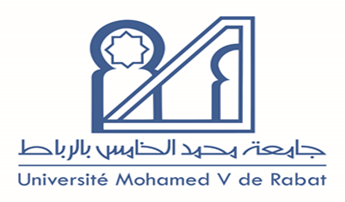 جامعة محمد الخامس بالرباط
Université Mohamed V de Rabat